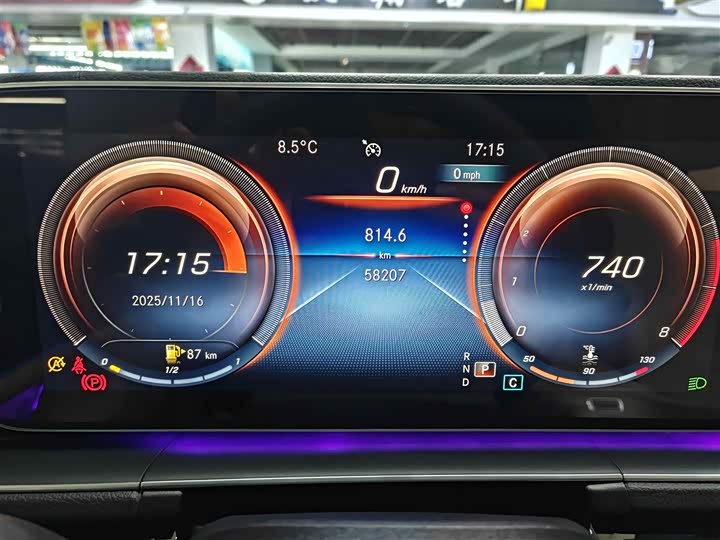 8.5°C
17:15
0 km/h
0 mph
814.6
km
58207
17:15
2025/11/16
87 km
0 1/2 1
2
1
0
8
740
x1/min
50 90 130
R
N P
D
C
A
P